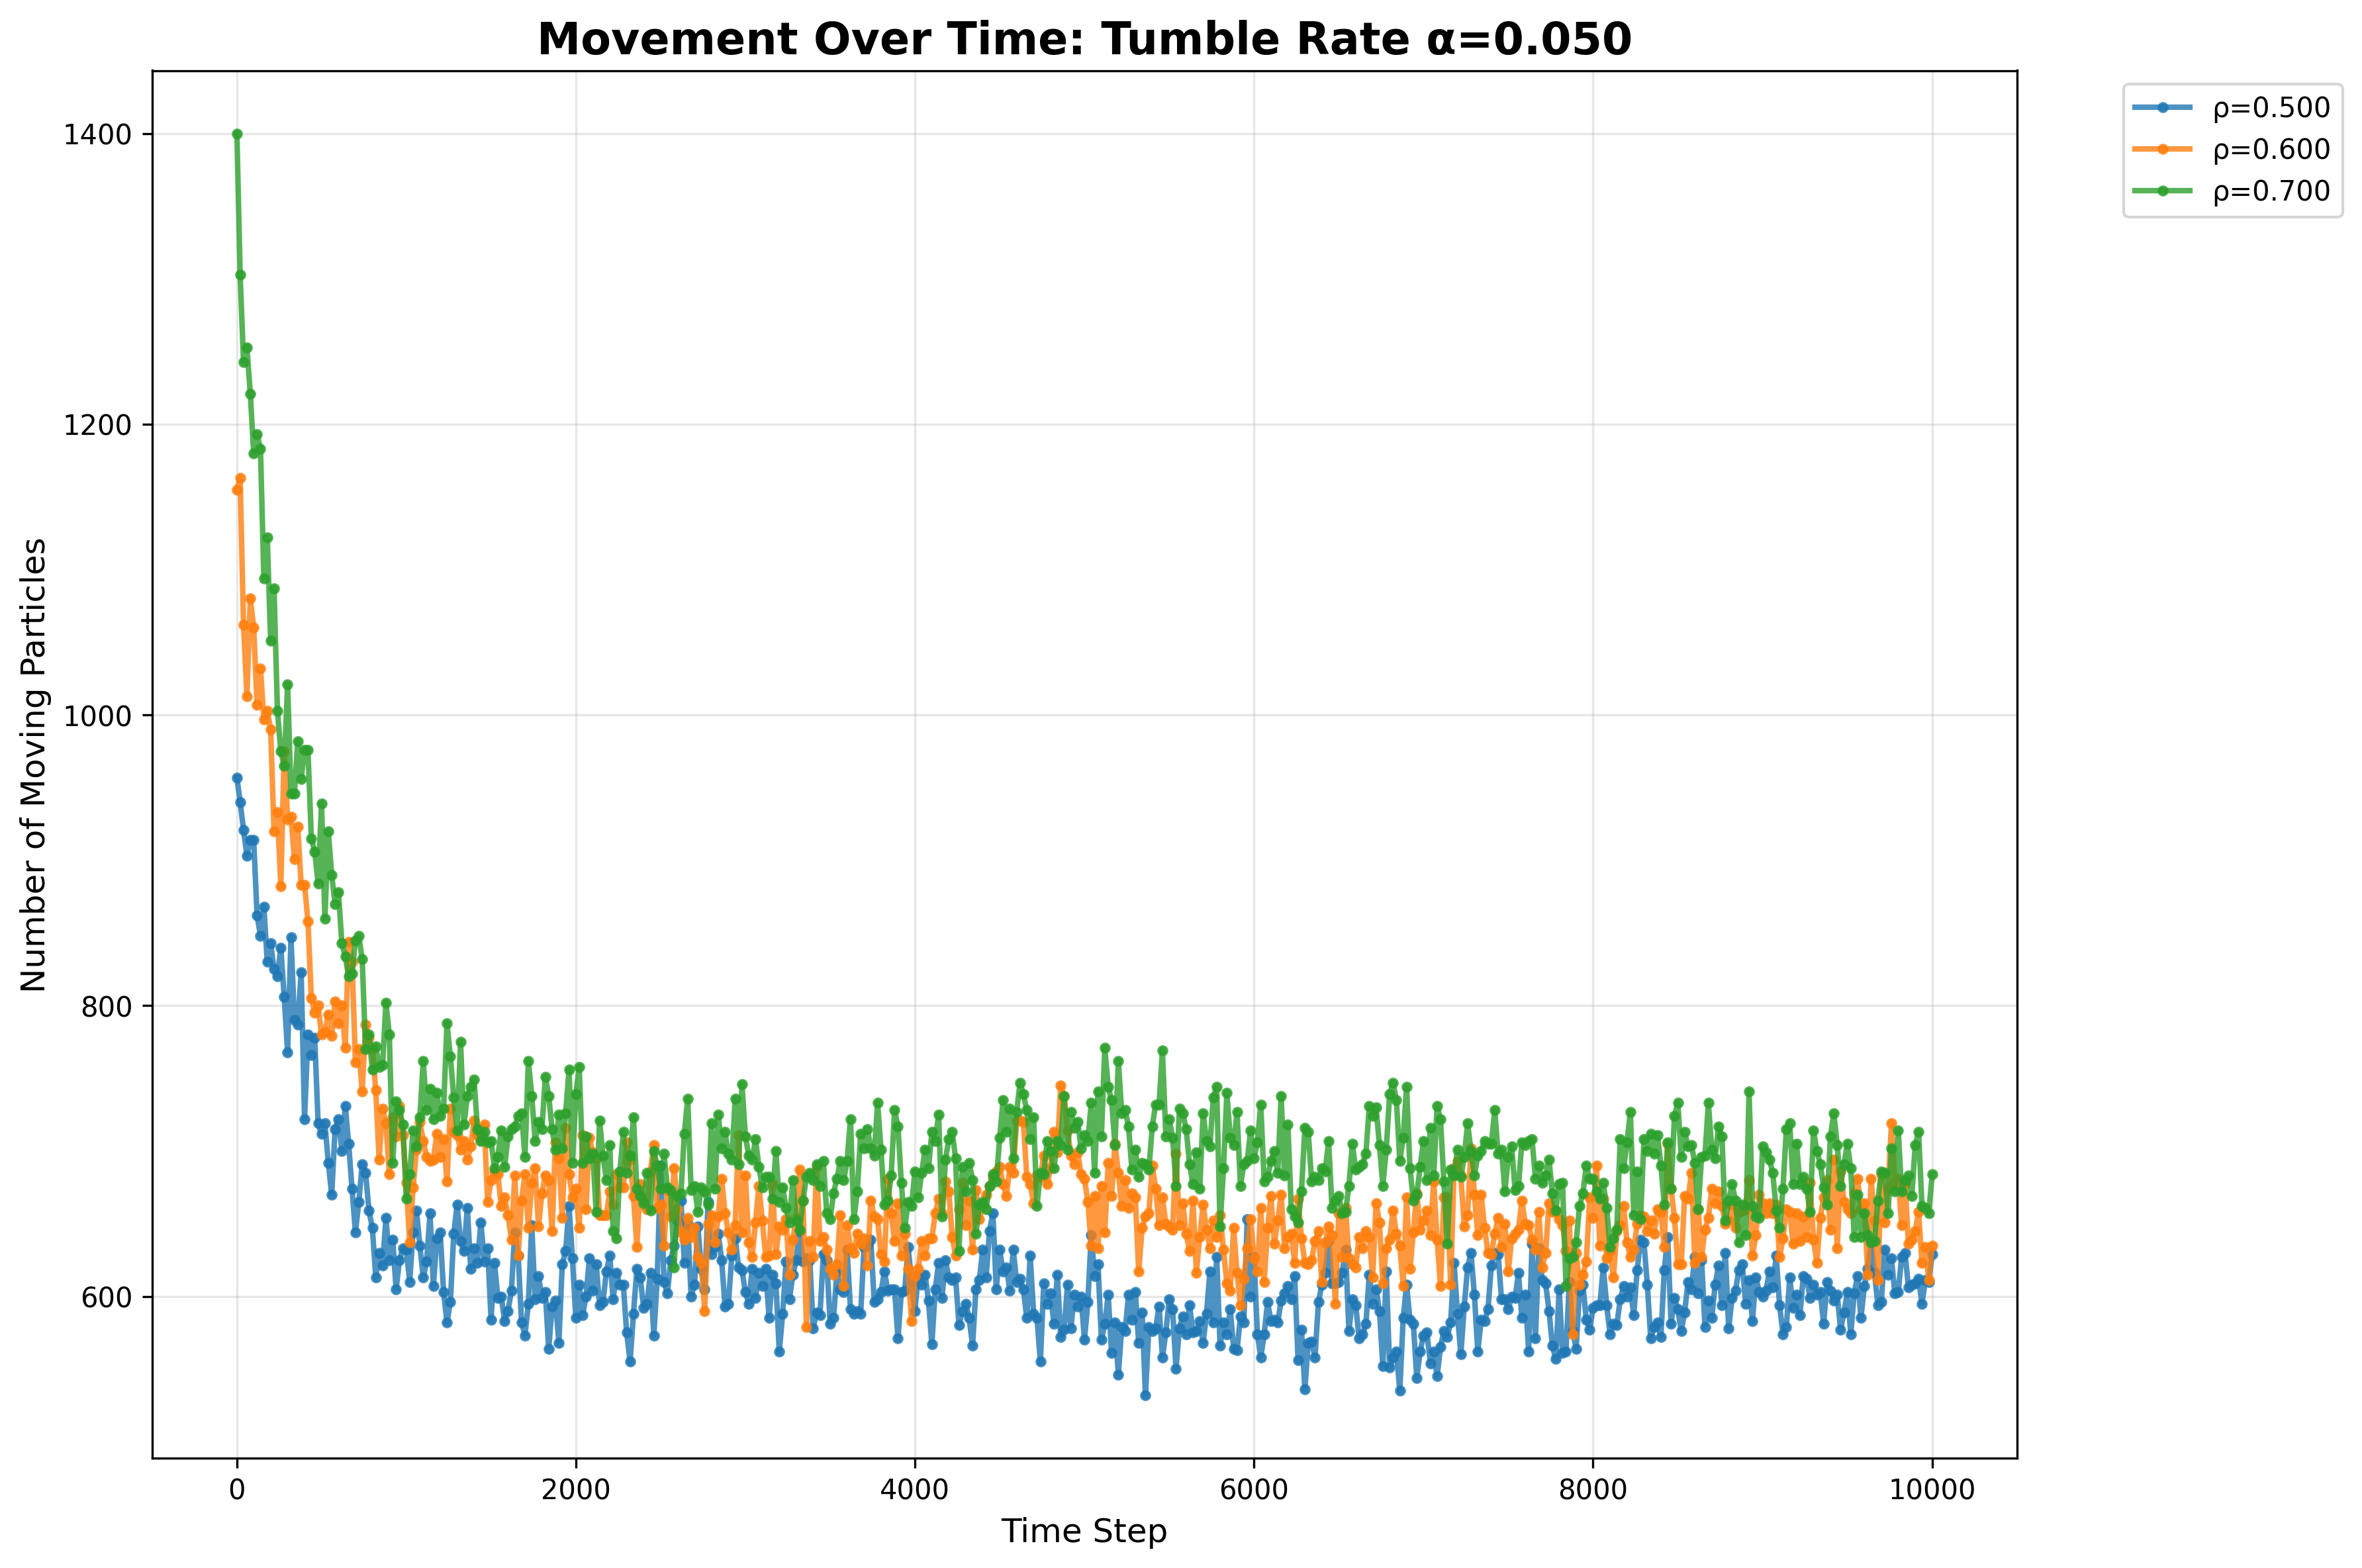 Movement Over Time: Tumble Rate α=0.050
ρ=0.500
ρ=0.600
ρ=0.700
Number of Moving Particles
1400
1200
1000
800
600
0 2000 4000 6000 8000 10000
Time Step